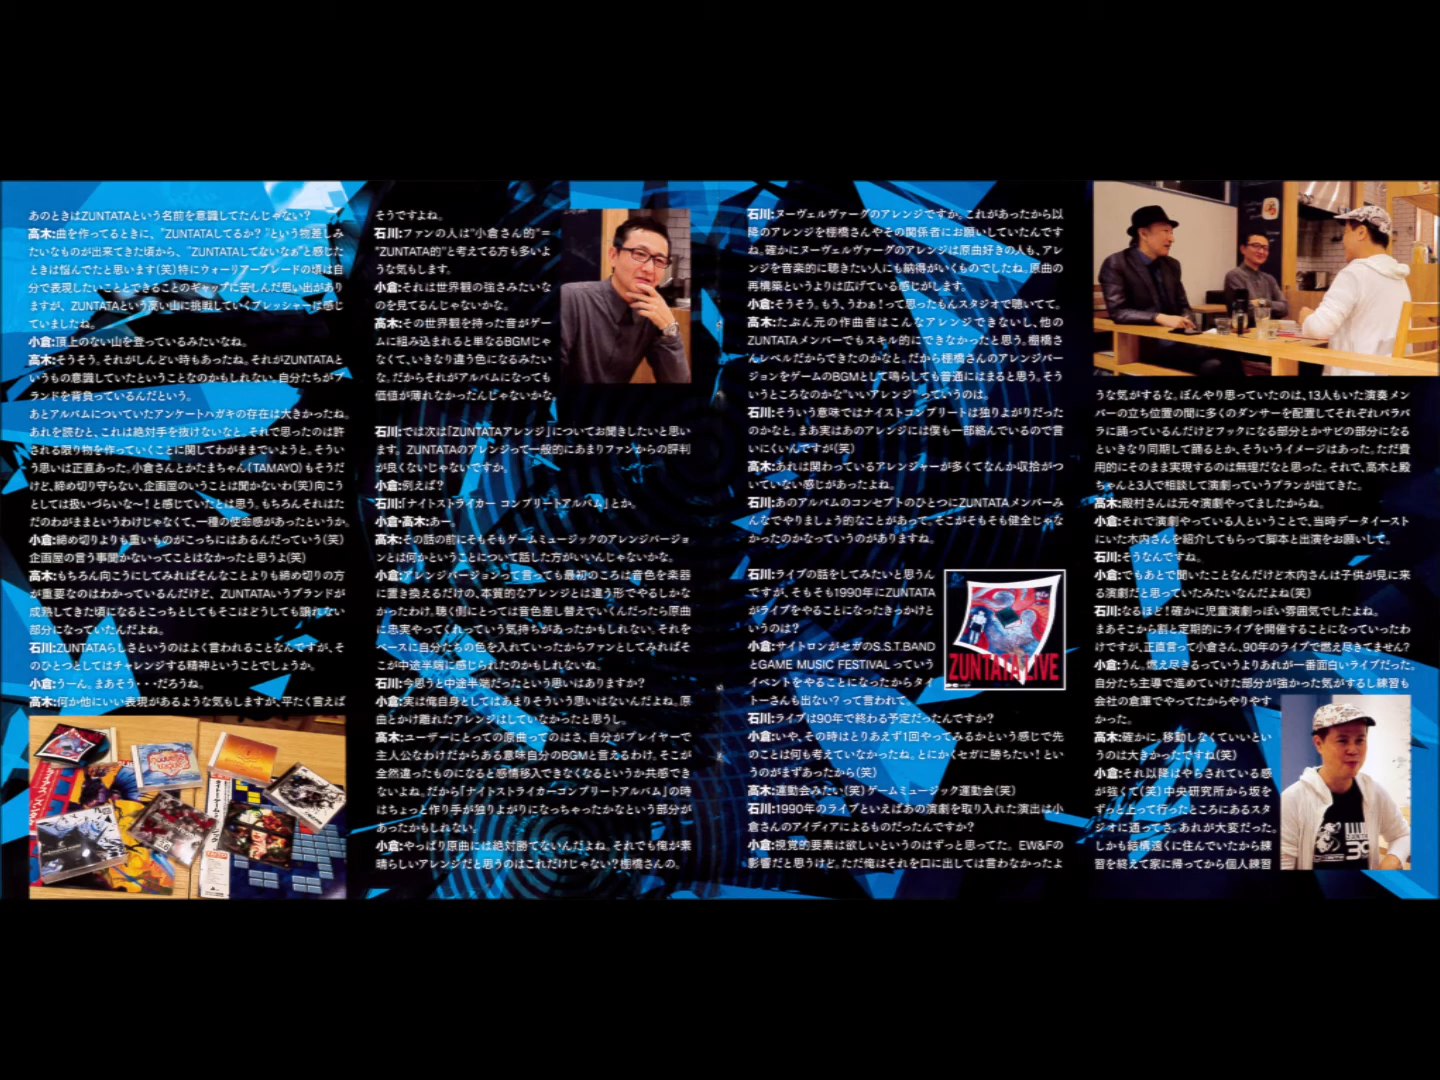 あのときはZUNTATAという名前を意識してたんじゃない?
高木:曲を作ってるときに、"ZUNTATAしてるか?"という物差しみ
たいなものが出来てきた頃から、"ZUNTATAしてないなぁ"と感じた
ときは悩んでたと思います(笑)特にウォーリアーブレードの頃は自
分で表現したいこととできることのギャップに苦しんだ思い出があり
ますが、ZUNTATAという高い山に挑戦していくプレッシャーは感じ
ていましたね。
小倉:頂上のない山を登っているみたいなね。
高木:そうそう。それがしんどい時もあったね。それがZUNTATAと
いうもの意識していたということなのかもしれない。自分たちがブ
ランドを背負っているんだという。
あとアルバムについていたアンケートハガキの存在は大きかったね。
あれを読むと、これは絶対手を抜けないなと。それで思ったのは許
される限り物を作っていくことに関してわがままでいようと。そうい
う思いは正直あった。小倉さんとかたまちゃん(TAMAYO)もそうだ
けど、締め切り守らない、企画屋のいうことは聞かないわ(笑)向こう
としては扱いづらいな〜!と感じていたとは思う。もちろんそれはた
だのわがままというわけじゃなくて、一種の使命感があったというか。
小倉:締め切りよりも重いものがこっちにはあるんだっていう(笑)
企画屋の言う事聞かないってことはなかったと思うよ(笑)
高木:もちろん向こうにしてみればそんなことよりも締め切りの方
が重要なのはわかっているんだけど、ZUNTATAいうブランドが
成熟してきた頃になるとこっちとしてもそこはどうしても譲れない
部分になっていたんだよね。
石川:ZUNTATAらしさというのはよく言われることなんですが、そ
のひとつとしてはチャレンジする精神ということでしょうか。
小倉:うーん。まあそう・・・だろうね。
高木:何か他にいい表現があるような気もしますが、平たく言えば
そうですよね。
石川:ファンの人は"小倉さん的"=
"ZUNTATA的"と考えてる方も多いよ
うな気もします。
小倉:それは世界観の強さみたいな
のを見てるんじゃないかな。
高木:その世界観を持った音がゲー
ムに組み込まれると単なるBGMじゃ
なくて、いきなり違う色になるみたい
な。だからそれがアルバムになっても
価値が薄れなかったんじゃないかな。
石川:では次は「ZUNTATAアレンジ」についてお聞きしたいと思い
ます。ZUNTATAのアレンジって一般的にあまりファンからの評判
が良くないじゃないですか。
小倉:例えば?
石川:「ナイトストライカー コンプリートアルバム」とか。
小倉・高木:あー。
高木:その話の前にそもそもゲームミュージックのアレンジバージョ
ンとは何かということについて話した方がいいんじゃないかな。
小倉:アレンジバージョンって言っても最初のころは音色を楽器
に置き換えるだけの、本質的なアレンジとは違う形でやるしかな
かったわけ。聴く側にとっては音色差し替えでいくんだったら原曲
に忠実やってくれっていう気持ちがあったかもしれない。それを
ベースに自分たちの色を入れていったからファンとしてみればそ
こが中途半端に感じられたのかもしれないね。
石川:今思うと中途半端だったという思いはありますか?
小倉:実は俺自身としてはあまりそういう思いはないんだよね。原
曲とかけ離れたアレンジはしていなかったと思うし。
高木:ユーザーにとっての原曲ってのはさ、自分がプレイヤーで
主人公なわけだからある意味自分のBGMと言えるわけ。そこが
全然違ったものになると感情移入できなくなるというか共感でき
ないよね。だから「ナイトストライカーコンプリートアルバム」の時
はちょっと作り手が独りよがりになっちゃったかなという部分が
あったかもしれない。
小倉:やっぱり原曲には絶対勝てないんだよね。それでも俺が素
晴らしいアレンジだと思うのはこれだけじゃない?棚橋さんの。
石川:ヌーヴェルヴァーグのアレンジですか。これがあったから以
降のアレンジを棚橋さんやその関係者にお願いしていたんです
ね。確かにヌーヴェルヴァーグのアレンジは原曲好きの人も、アレ
ンジを音楽的に聴きたい人にも納得がいくものでしたね。原曲の
再構築というよりは広げている感じがします。
小倉:そうそう。もう、うわぁ!って思ったもんスタジオで聴いてて。
高木:たぶん元の作曲者はこんなアレンジできないし、他の
ZUNTATAメンバーでもスキル的にできなかったと思う。棚橋さ
んレベルだからできたのかなと。だから棚橋さんのアレンジバー
ジョンをゲームのBGMとして鳴らしても普通にはまると思う。そう
いうところなのかな"いいアレンジ"っていうのは。
石川:そういう意味ではナイストコンプリートは独りよがりだった
のかなと。まぁ実はあのアレンジには僕も一部絡んでいるので言
いにくいんですが(笑)
高木:あれは関わっているアレンジャーが多くてなんか収拾がつ
いていない感じがあったよね。
石川:あのアルバムのコンセプトのひとつにZUNTATAメンバーみ
んなでやりましょう的なことがあって、そこがそもそも健全じゃな
かったのかなっていうのがありますね。
石川:ライブの話をしてみたいと思うん
ですが、そもそも1990年にZUNTATA
がライブをやることになったきっかけと
いうのは?
小倉:サイトロンがセガのS.S.T.BAND
とGAME MUSIC FESTIVALっていう
イベントをやることになったからタイ
トーさんも出ない?って言われて。
石川:ライブは90年で終わる予定だったんですか?
小倉:いや、その時はとりあえず1回やってみるかという感じで先
のことは何も考えていなかったね。とにかくセガに勝ちたい!とい
うのがまずあったから(笑)
高木:運動会みたい(笑)ゲームミュージック運動会(笑)
石川:1990年のライブといえばあの演劇を取り入れた演出は小
倉さんのアイディアによるものだったんですか?
小倉:視覚的要素は欲しいというのはずっと思ってた。EW&Fの
影響だと思うけど。ただ俺はそれを口に出しては言わなかったよ
ZUNTATA LIVE
うな気がするな。ぼんやり思っていたのは、13人もいた演奏メン
バーの立ち位置の間に多くのダンサーを配置してそれぞれバラバ
ラに踊っているんだけどフックになる部分とかサビの部分になる
といきなり同期して踊るとか、そういうイメージはあった。ただ費
用的にそのまま実現するのは無理だなと思った。それで、高木と殿
ちゃんと3人で相談して演劇っていうプランが出てきた。
高木:殿村さんは元々演劇やってましたからね。
小倉:それで演劇やっている人ということで、当時データイースト
にいた木内さんを紹介してもらって脚本と出演をお願いして。
石川:そうなんですね。
小倉:でもあとで聞いたことなんだけど木内さんは子供が見に来
る演劇だと思っていたみたいなんだよね(笑)
石川:なるほど!確かに児童演劇っぽい雰囲気でしたよね。
まあそこから割と定期的にライブを開催することになっていったわ
けですが、正直言って小倉さん、90年のライブで燃え尽きてません?
小倉:うん。燃え尽きるっていうよりあれが一番面白いライブだった。
自分たち主導で進めていけた部分が強かった気がするし練習も
会社の倉庫でやってたからやりやす
かった。
高木:確かに。移動しなくていいとい
うのは大きかったですね(笑)
小倉:それ以降はやらされている感
が強くて(笑)中央研究所から坂を
ずっと上って行ったところにあるスタ
ジオに通ってさ。あれが大変だった。
しかも結構遠くに住んでいたから練
習を終えて家に帰ってから個人練習